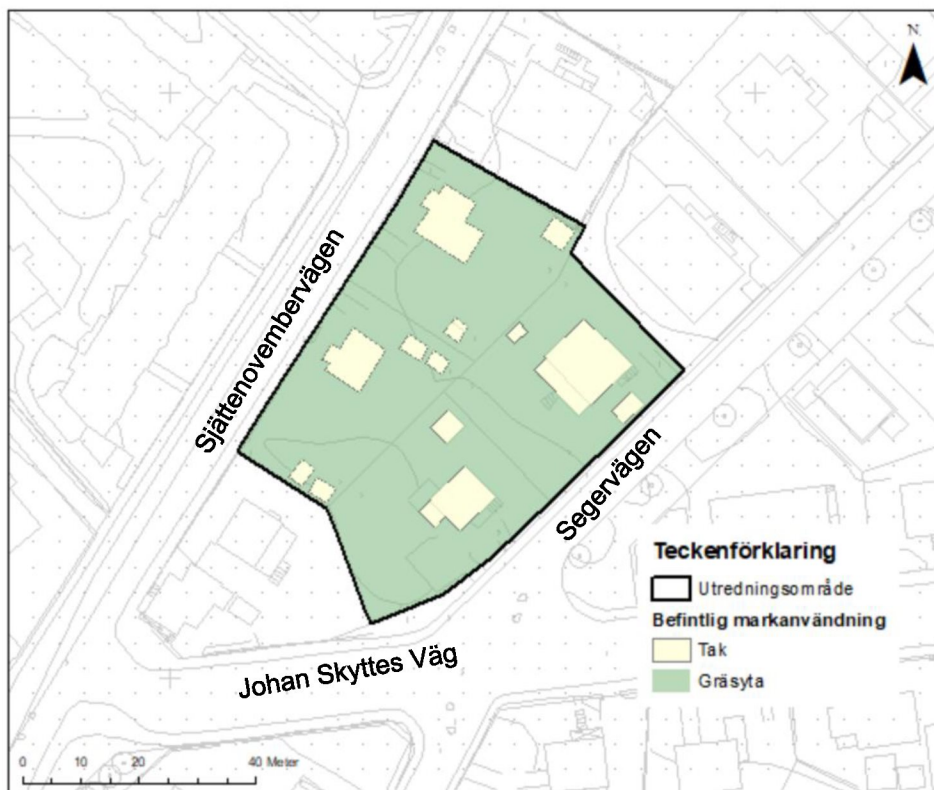 N
Sjättenovembervägen
Segervägen
Johan Skyttes Väg
Teckenförklaring
Utredningsområde
Befintlig markanvändning
Tak
Gräsyta
0 10 20 40 Meter